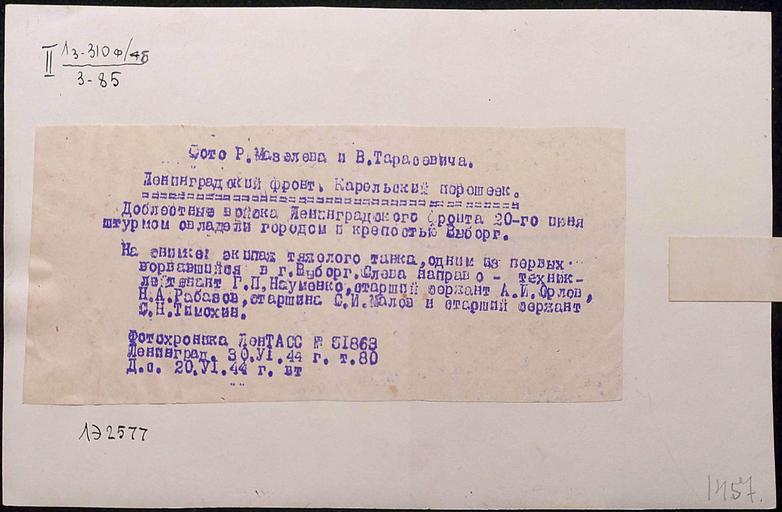 II 1з-310ф/45
3-85
Фото Р.Мазелева и В.Тарасевича.
Ленинградский фронт. Карельский перешеек.
Доблестные войска Ленинградского фронта 20-го июня
штурмом овладели городом и крепостью Выборг.
На снимке: экипаж тяжелого танка, одним из первых
ворвавшийся в г.Выборг.Слева направо - техник-
лейтенант Г.П.Науменко,старший сержант А.И.Орлов,
Н.А.Рабазов,старшина С.И.Малов и старший сержант
С.Н.Тимохин.
Фотохроника ЛенТАСС № 51863
Ленинград. 30.VI.44 г. т.80
Д.с. 20.VI.44 г. вт
1Э2577
1457.